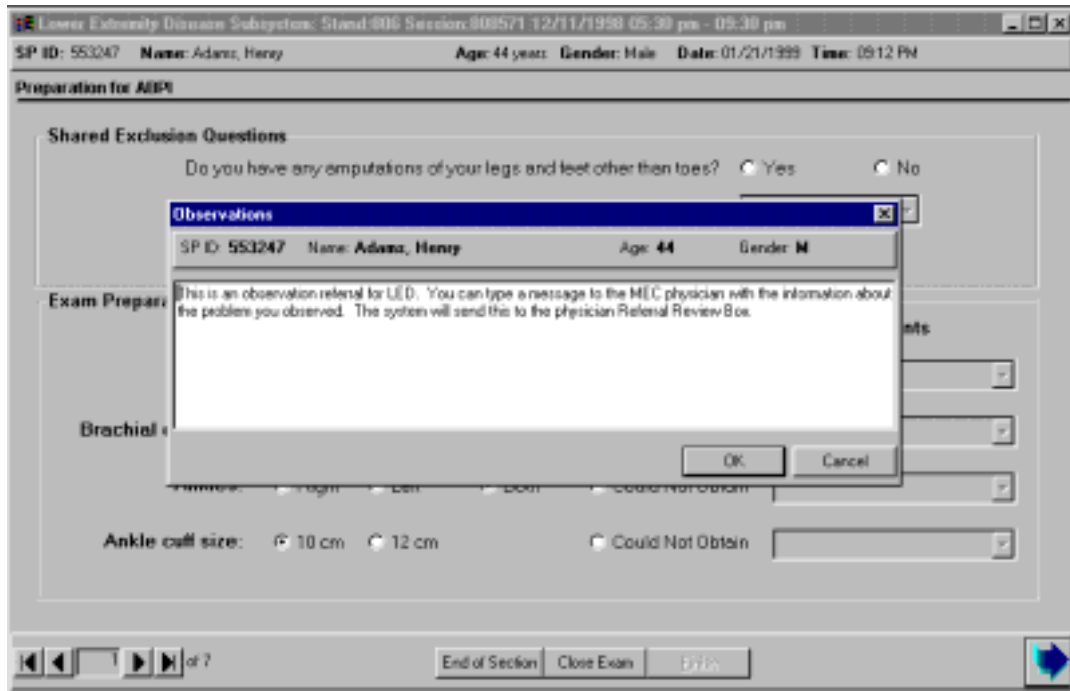 Lower Extremity Disease Subsystem: Stand:806 Session:808571 12/11/1998 05:30 pm - 09:30 pm
SP ID: 553247 Name: Adams, Henry Age: 44 years Gender: Male Date: 01/21/1999 Time: 09:12 PM
Preparation for ABPI
Shared Exclusion Questions
Do you have any amputations of your legs and feet other than toes? Yes No
Observations
SP ID: 553247 Name: Adams, Henry Age: 44 Gender: M
This is an observation referral for LED. You can type a message to the MEC physician with the information about
the problem you observed. The system will send this to the physician Referral Review Box.
Exam Prepara
nts
Brachial
OK Cancel
Right Left Both Could Not Obtain
Ankle cuff size: 10 cm 12 cm Could Not Obtain
1 of 7 End of Section Close Exam